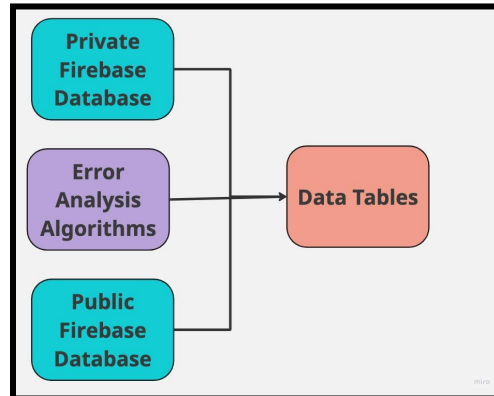 Private
Firebase
Database
Error
Analysis
Algorithms
Data Tables
Public
Firebase
Database
miro